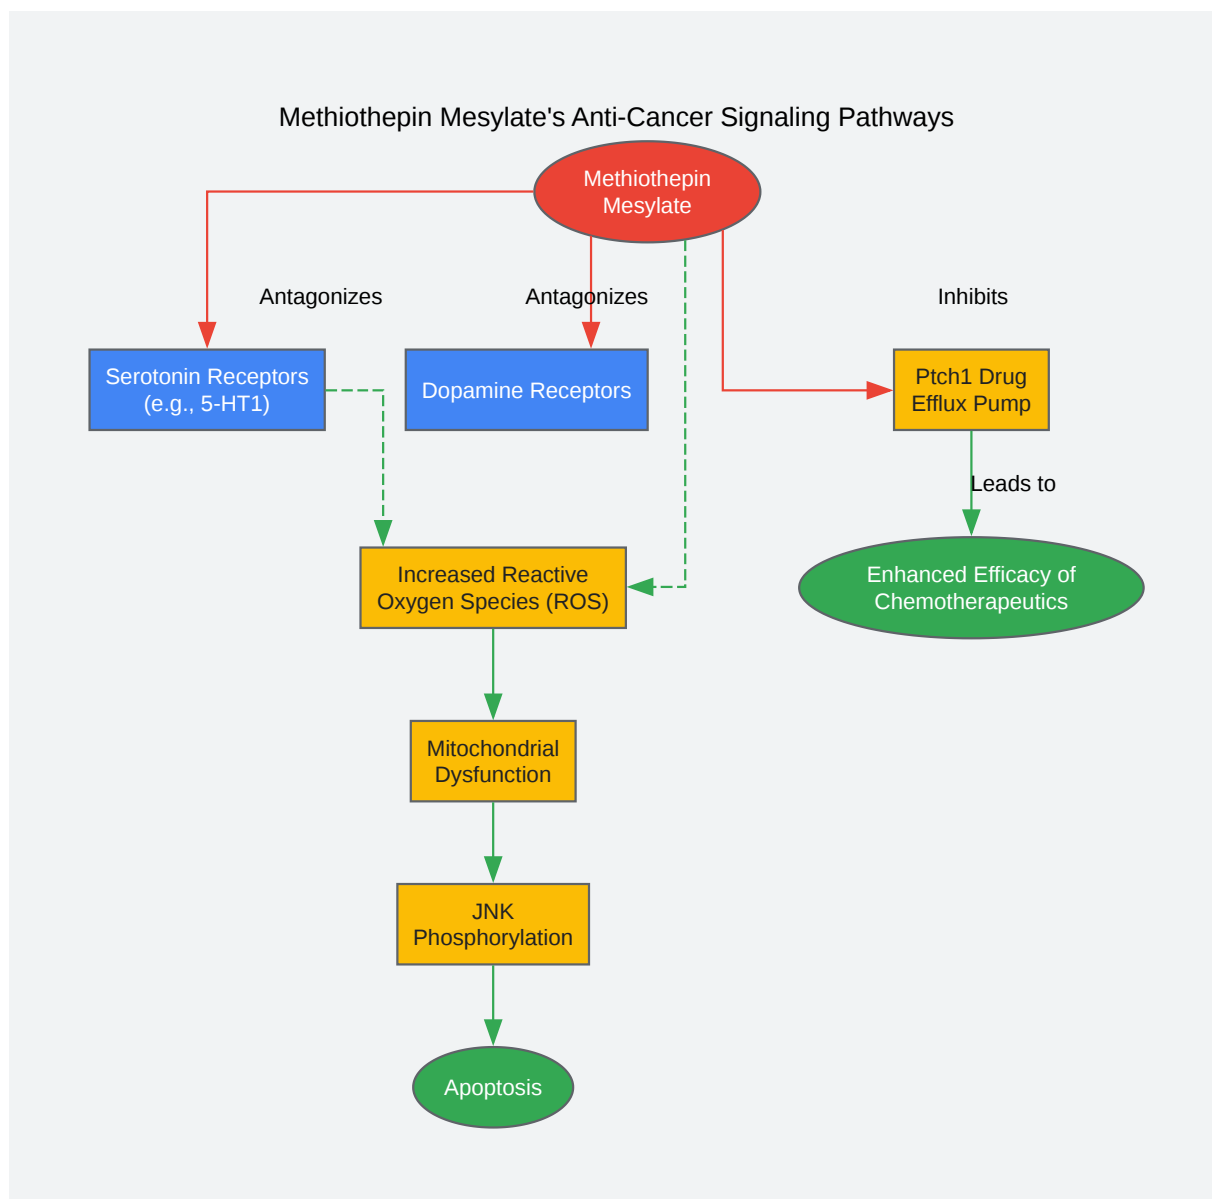 Methiothepin Mesylate's Anti-Cancer Signaling Pathways
Methiothepin
Mesylate
Antagonizes
Antagonizes
Inhibits
Serotonin Receptors
(e.g., 5-HT1)
Dopamine Receptors
Ptch1 Drug
Efflux Pump
Leads to
Increased Reactive
Oxygen Species (ROS)
Enhanced Efficacy of
Chemotherapeutics
Mitochondrial
Dysfunction
JNK
Phosphorylation
Apoptosis